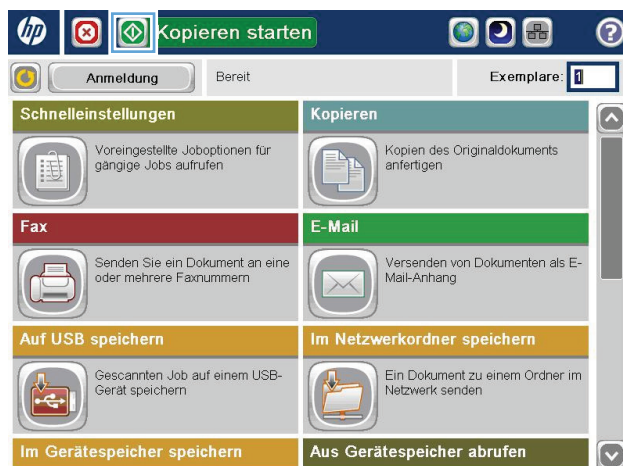 hp
Kopieren starten
?
Anmeldung
Bereit
Exemplare: 1
Schnelleinstellungen
Voreingestellte Joboptionen für
gängige Jobs aufrufen
Kopieren
Kopien des Originaldokuments
anfertigen
Fax
Senden Sie ein Dokument an eine
oder mehrere Faxnummern
E-Mail
Versenden von Dokumenten als E-
Mail-Anhang
Auf USB speichern
Gescannten Job auf einem USB-
Gerät speichern
Im Netzwerkordner speichern
Ein Dokument zu einem Ordner im
Netzwerk senden
Im Gerätespeicher speichern
Aus Gerätespeicher abrufen